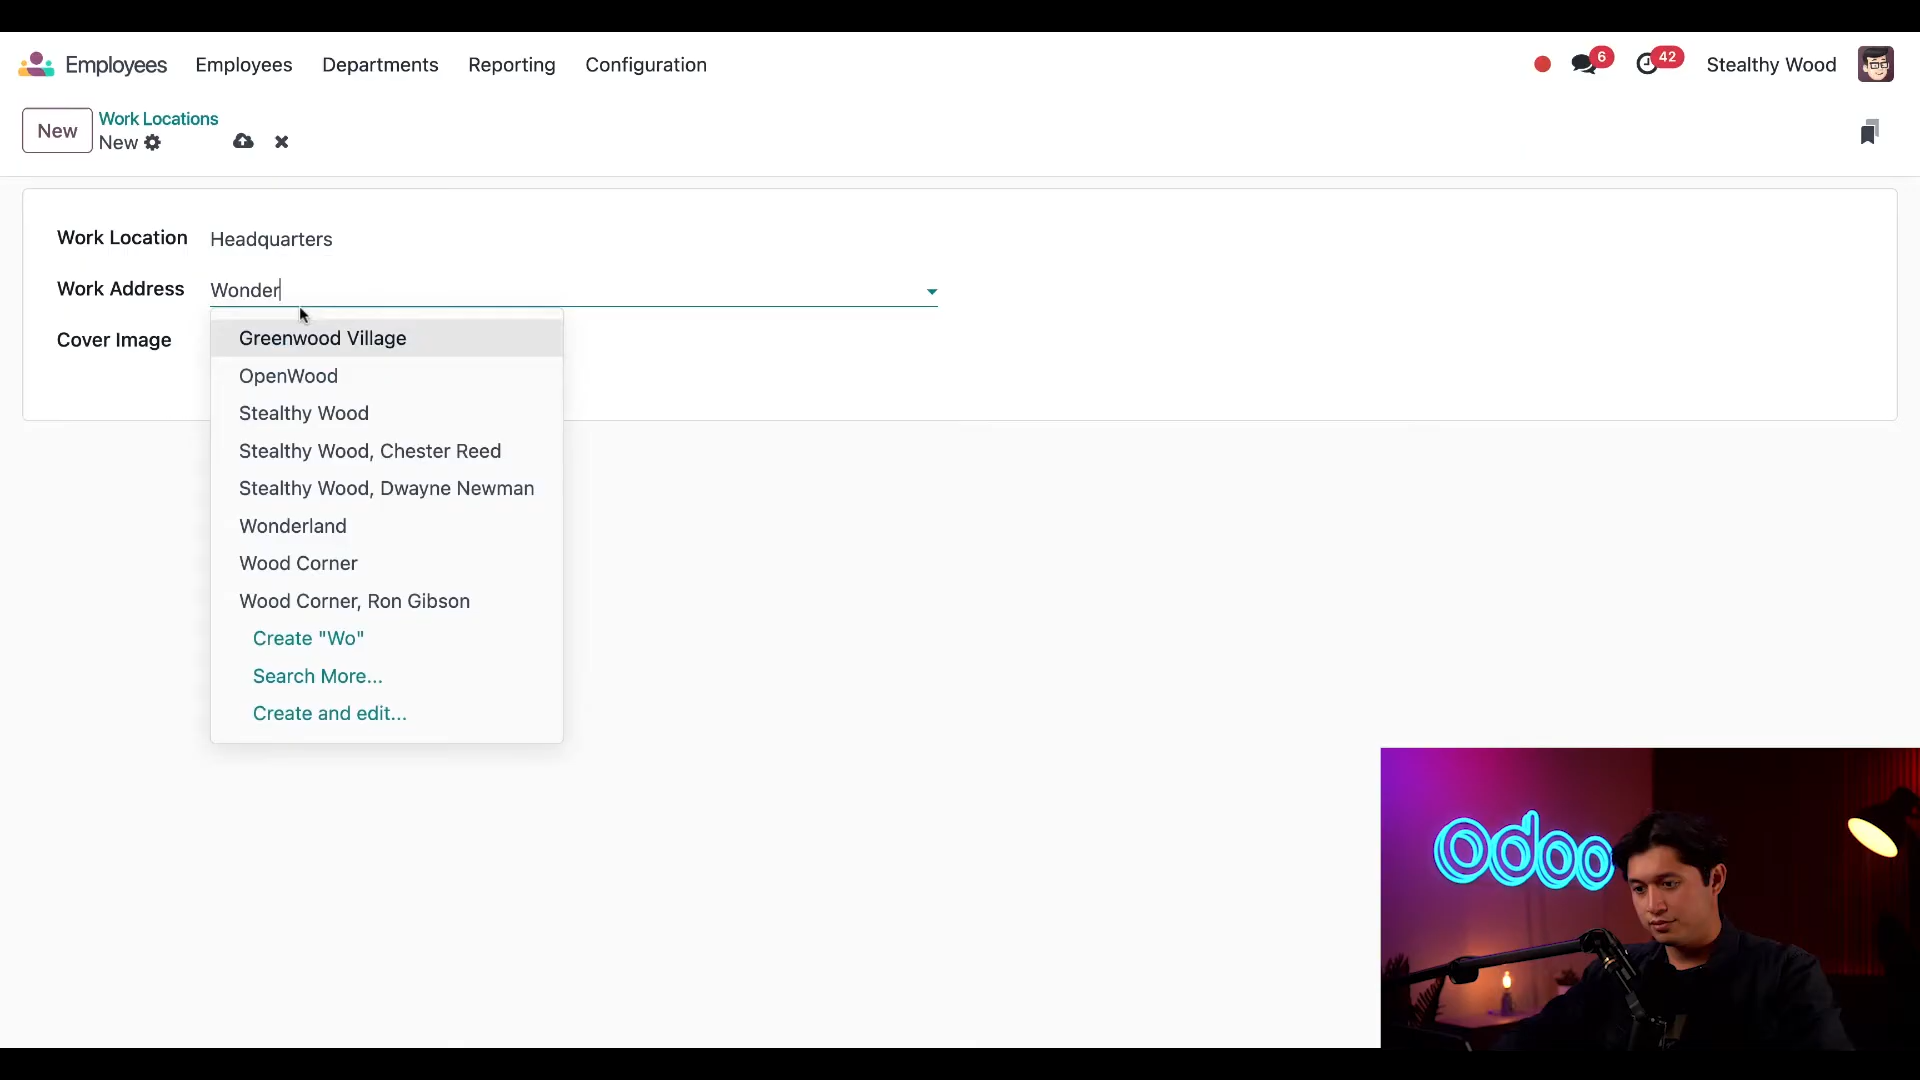 Employees
Employees
Departments
Reporting
Configuration
6
42
Stealthy Wood
New
Work Locations
New
Work Location
Headquarters
Work Address
Wonder
Cover Image
Greenwood Village
OpenWood
Stealthy Wood
Stealthy Wood, Chester Reed
Stealthy Wood, Dwayne Newman
Wonderland
Wood Corner
Wood Corner, Ron Gibson
Create "Wo"
Search More...
Create and edit...
odoo